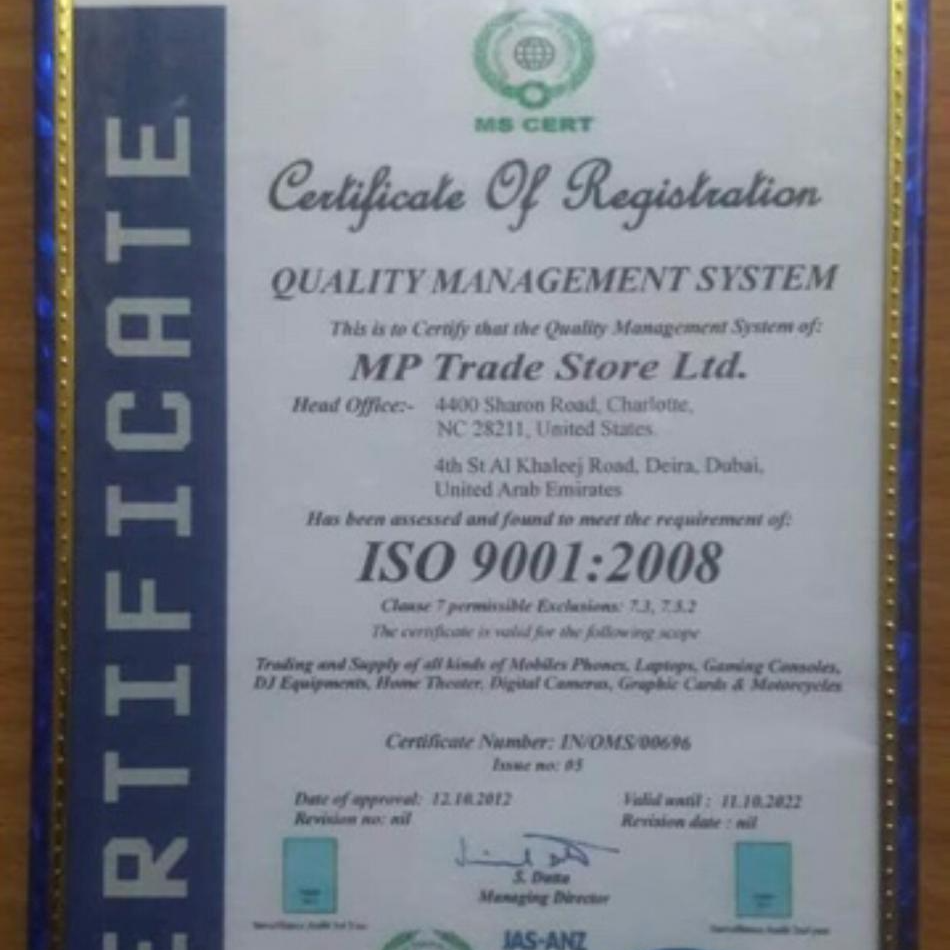 MS CERT
CERTIFICATE
Certificate Of Registration
QUALITY MANAGEMENT SYSTEM
This is to Certify that the Quality Management System of:
MP Trade Store Ltd.
Head Office:- 4400 Sharon Road, Charlotte,
NC 28211, United States.
4th St Al Khaleej Road, Deira, Dubai,
United Arab Emirates
Has been assessed and found to meet the requirement of:
ISO 9001:2008
Clause 7 permissible Exclusions: 7.3, 7.5.2
The certificate is valid for the following scope
Trading and Supply of all kinds of Mobiles Phones, Laptops, Gaming Consoles,
DJ Equipments, Home Theater, Digital Cameras, Graphic Cards & Motorcycles
Certificate Number: IN/OMS/00696
Issue no: 05
Date of approval: 12.10.2012 Valid until : 11.10.2022
Revision no: nil Revision date : nil
S. Datta
Managing Director
JAS-ANZ